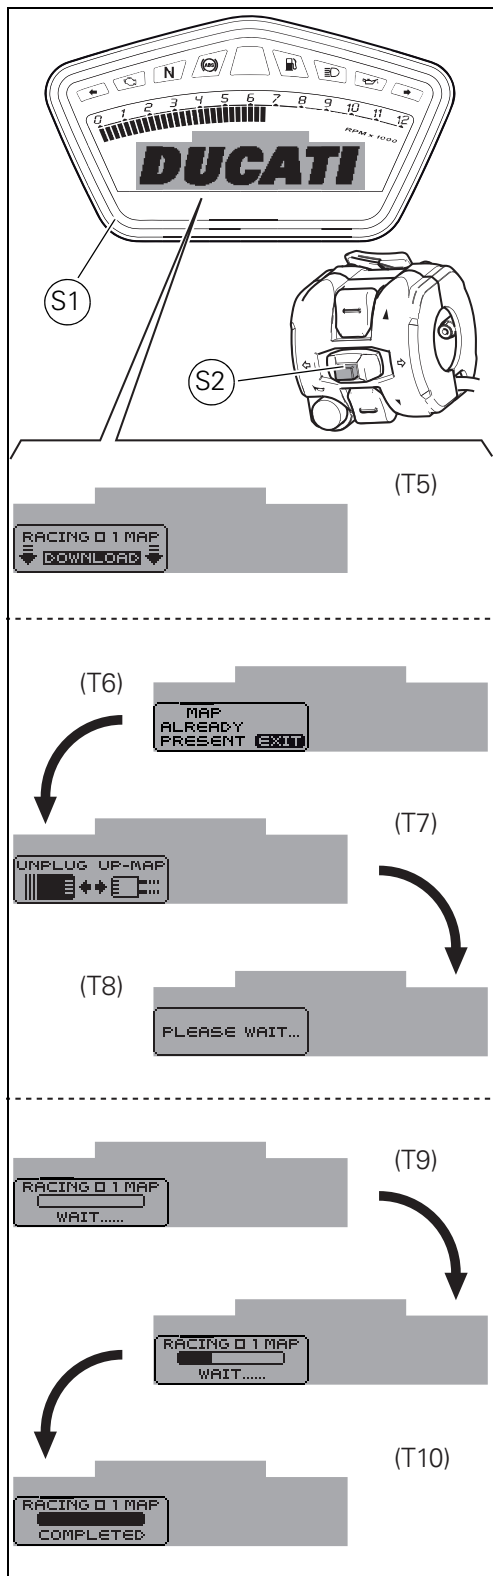 N
ABS
0 1 2 3 4 5 6 7 8 9 10 11 12
RPM x 1000
DUCATI
S1
S2
(T5)
RACING 1 MAP
DOWNLOAD
(T6)
MAP
ALREADY
PRESENT EXIT
(T7)
UNPLUG UP-MAP
(T8)
PLEASE WAIT...
(T9)
RACING 1 MAP
WAIT......
RACING 1 MAP
WAIT......
(T10)
RACING 1 MAP
COMPLETED